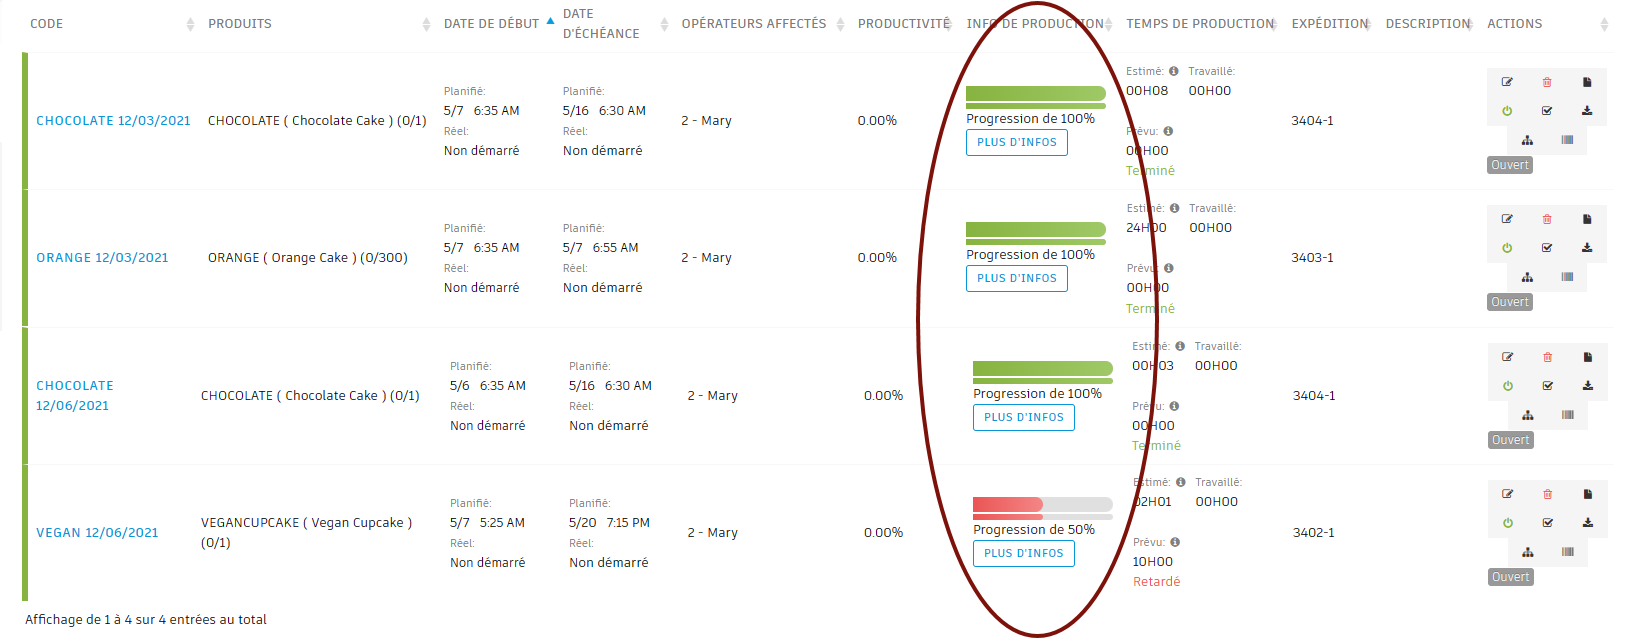 CODE PRODUITS DATE DE DÉBUT DATE D'ÉCHÉANCE OPÉRATEURS AFFECTÉS PRODUCTIVITÉ INFO DE PRODUCTION TEMPS DE PRODUCTION EXPÉDITION DESCRIPTION ACTIONS
CHOCOLATE 12/03/2021
CHOCOLATE ( Chocolate Cake ) (0/1)
Planifié:
5/7 6:35 AM
Réel:
Non démarré
Planifié:
5/16 6:30 AM
Réel:
Non démarré
2 - Mary
0.00%
Progression de 100%
PLUS D'INFOS
Estimé: Travaillé:
00H08 00H00
Prévu:
00H00
Terminé
3404-1
Ouvert
ORANGE 12/03/2021
ORANGE ( Orange Cake ) (0/300)
Planifié:
5/7 6:35 AM
Réel:
Non démarré
Planifié:
5/7 6:55 AM
Réel:
Non démarré
2 - Mary
0.00%
Progression de 100%
PLUS D'INFOS
Estimé: Travaillé:
24H00 00H00
Prévu:
00H00
Terminé
3403-1
Ouvert
CHOCOLATE
12/06/2021
CHOCOLATE ( Chocolate Cake ) (0/1)
Planifié:
5/6 6:35 AM
Réel:
Non démarré
Planifié:
5/16 6:30 AM
Réel:
Non démarré
2 - Mary
0.00%
Progression de 100%
PLUS D'INFOS
Estimé: Travaillé:
00H03 00H00
Prévu:
00H00
Terminé
3404-1
Ouvert
VEGAN 12/06/2021
VEGANCUPCAKE ( Vegan Cupcake )
(0/1)
Planifié:
5/7 5:25 AM
Réel:
Non démarré
Planifié:
5/20 7:15 PM
Réel:
Non démarré
2 - Mary
0.00%
Progression de 50%
PLUS D'INFOS
Estimé: Travaillé:
02H01 00H00
Prévu:
10H00
Retardé
3402-1
Ouvert
Affichage de 1 à 4 sur 4 entrées au total